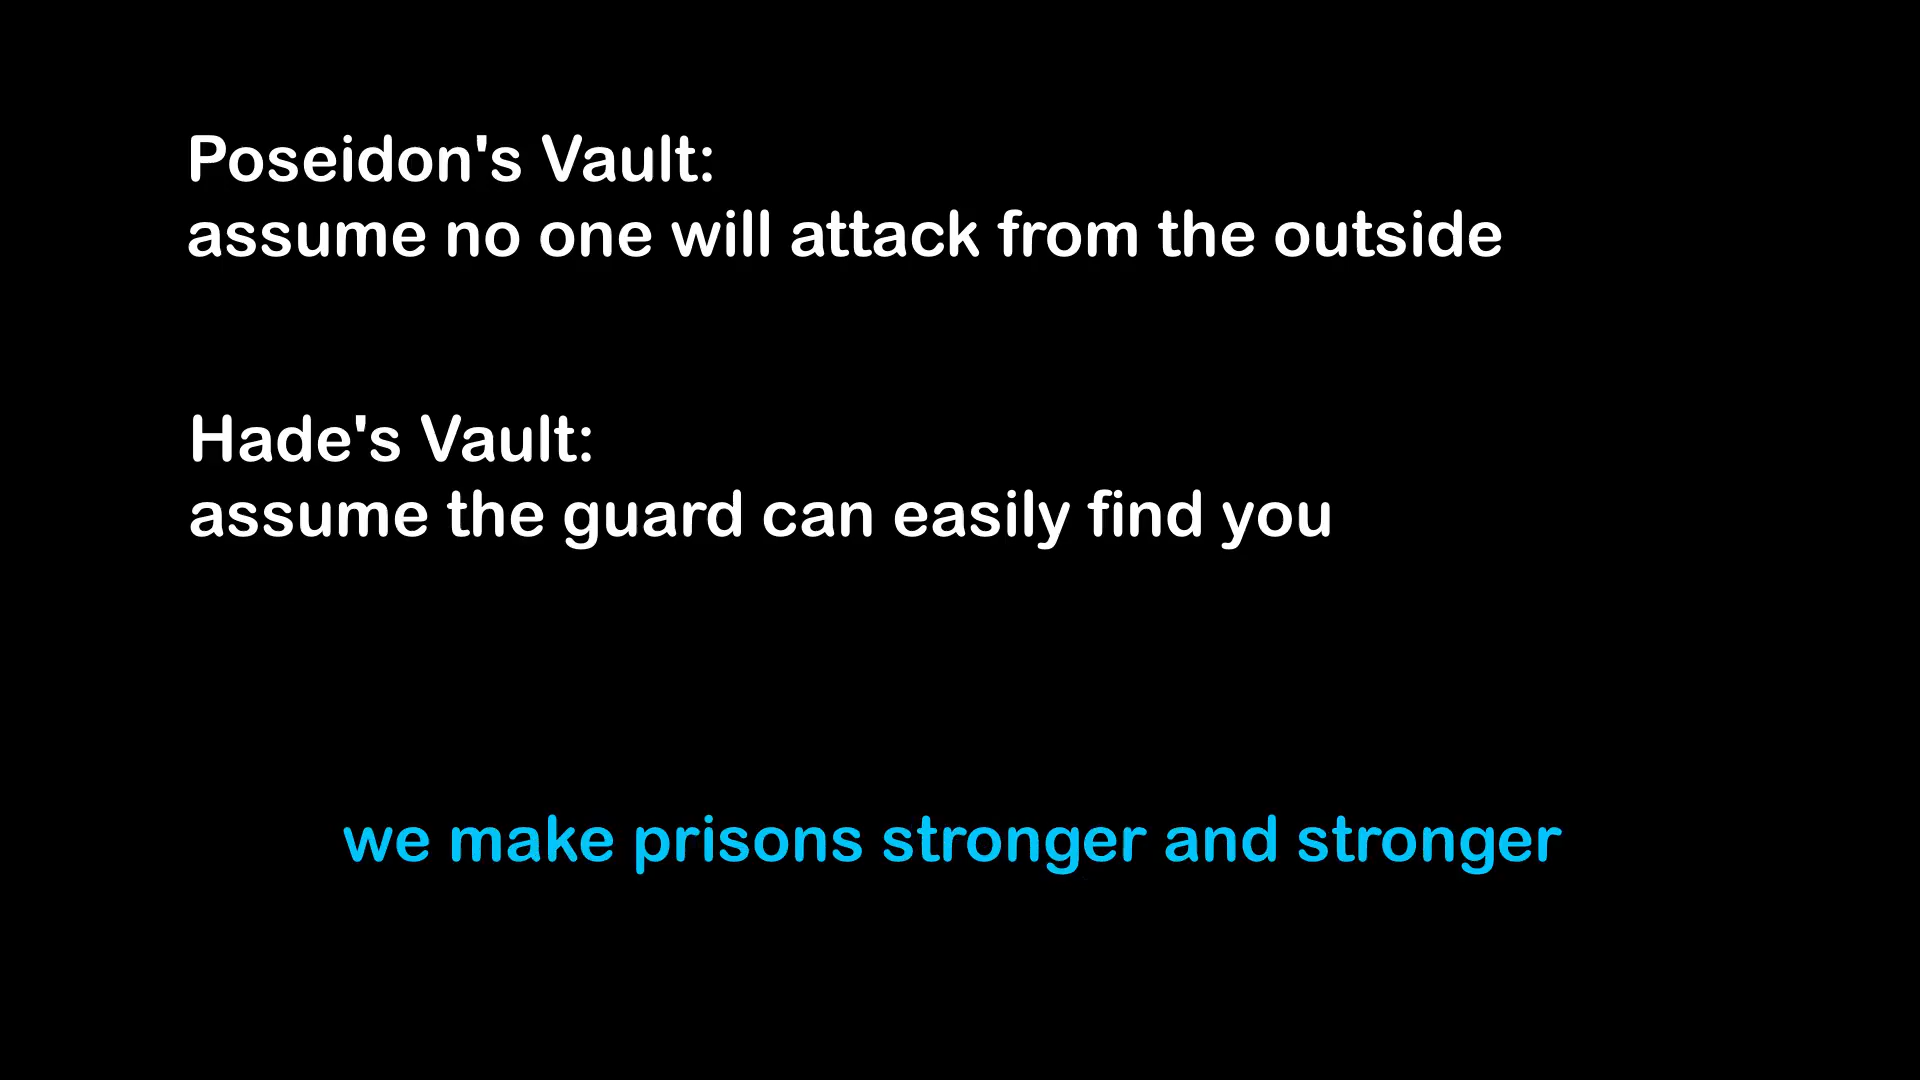 Poseidon's Vault:
assume no one will attack from the outside
Hade's Vault:
assume the guard can easily find you
we make prisons stronger and stronger